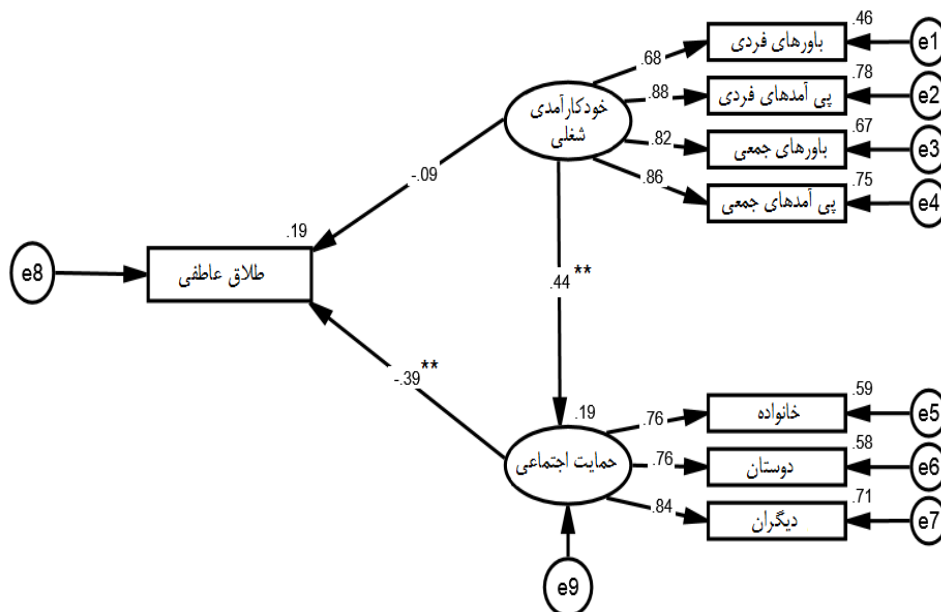 .46
باورهای فردی
e1
.68
.78
پی آمدهای فردی
e2
.88
خودکارآمدی
شغلی
.67
باورهای جمعی
e3
.82
.75
پی آمدهای جمعی
e4
.86
-.09
.19
طلاق عاطفی
e8
.44**
-.39**
.59
خانواده
e5
.76
.19
حمایت اجتماعی
.58
دوستان
e6
.76
.71
دیگران
e7
.84
e9